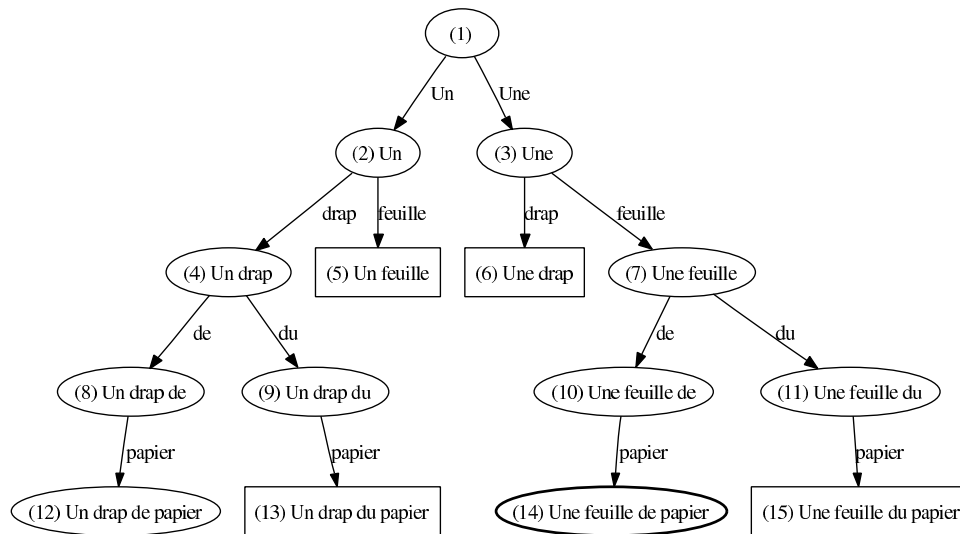 (1)
Un Une
(2) Un (3) Une
drap feuille drap feuille
(4) Un drap (5) Un feuille (6) Une drap (7) Une feuille
de du de du
(8) Un drap de (9) Un drap du (10) Une feuille de (11) Une feuille du
papier papier papier papier
(12) Un drap de papier (13) Un drap du papier (14) Une feuille de papier (15) Une feuille du papier